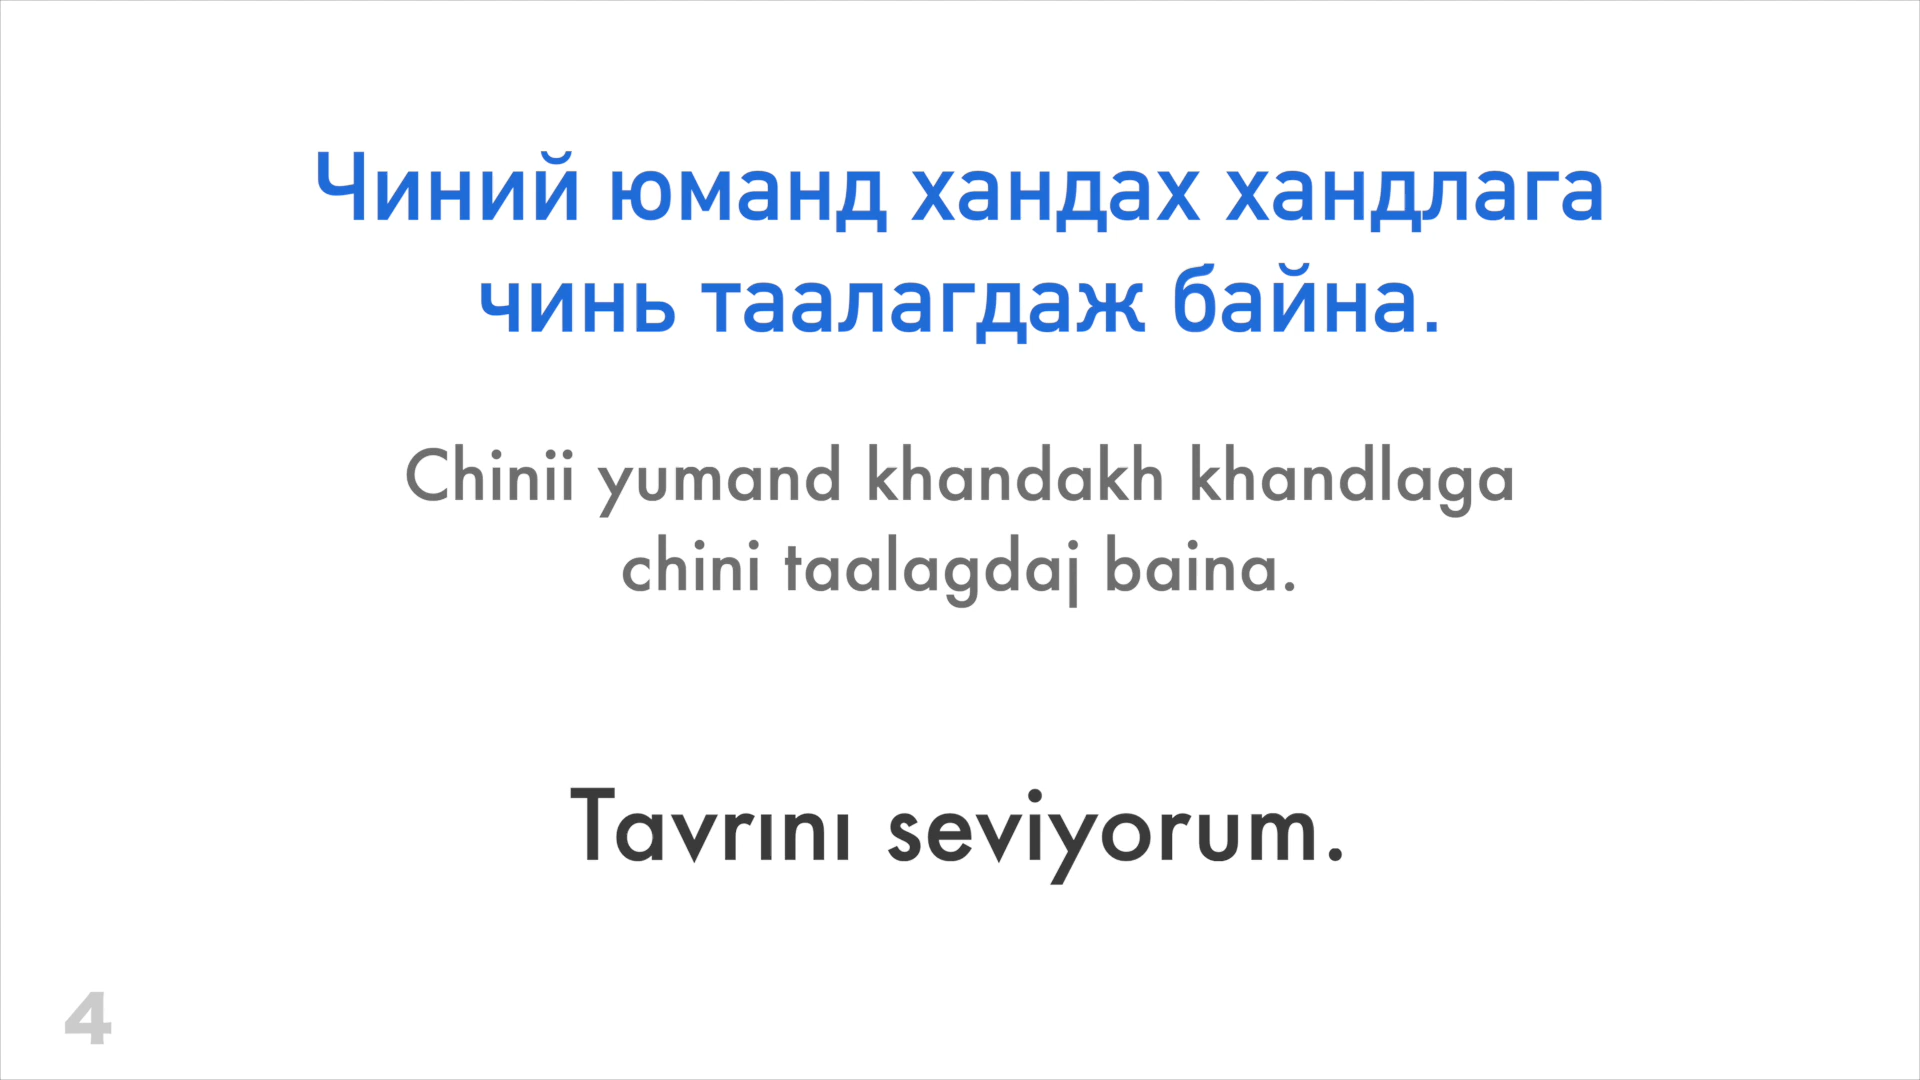 Чиний юманд хандах хандлага
чинь таалагдаж байна.
Chinii yumand khandakh khandlaga
chini taalagdaj baina.
Tavrını seviyorum.
4